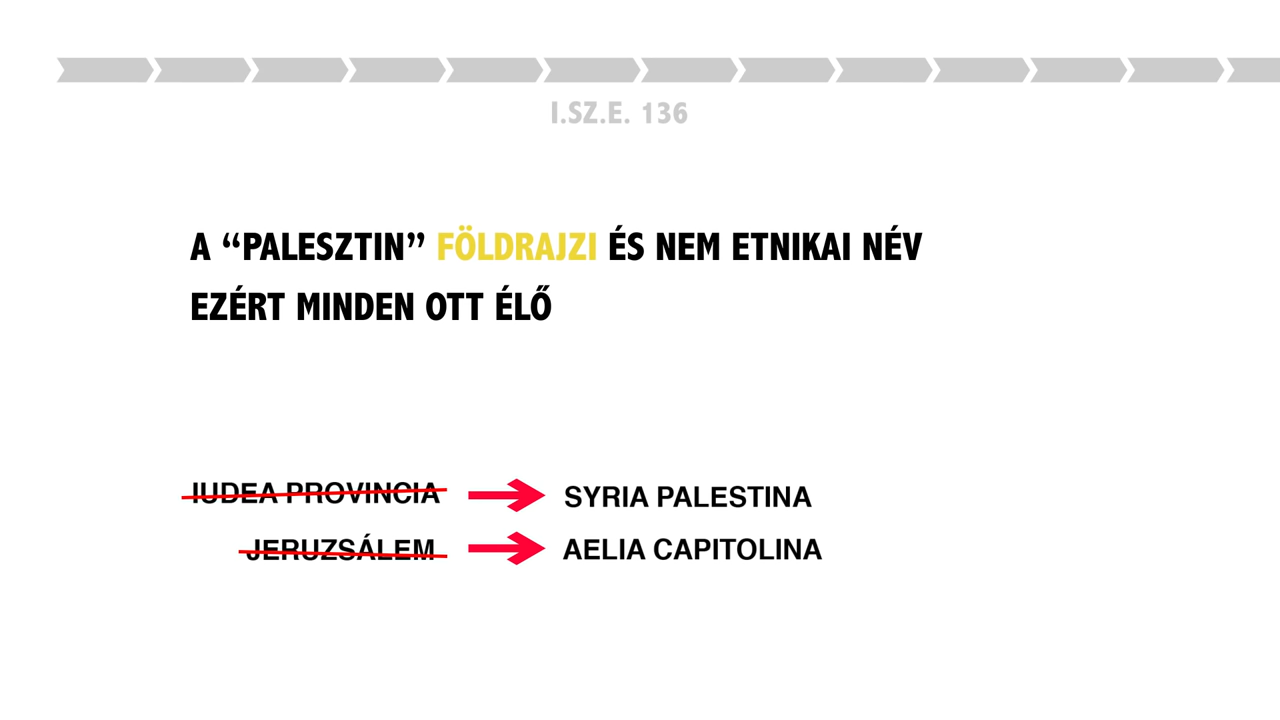 I.SZ.E. 136
A “PALESZTIN” FÖLDRAJZI ÉS NEM ETNIKAI NÉV
EZÉRT MINDEN OTT ÉLŐ
IUDEA PROVINCIA SYRIA PALESTINA
JERUZSÁLEM AELIA CAPITOLINA